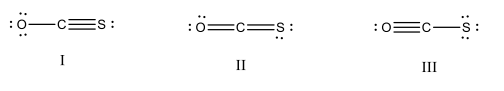 :Ö—C≡S: :Ö=C=S: :O≡C—S̈:
I II III